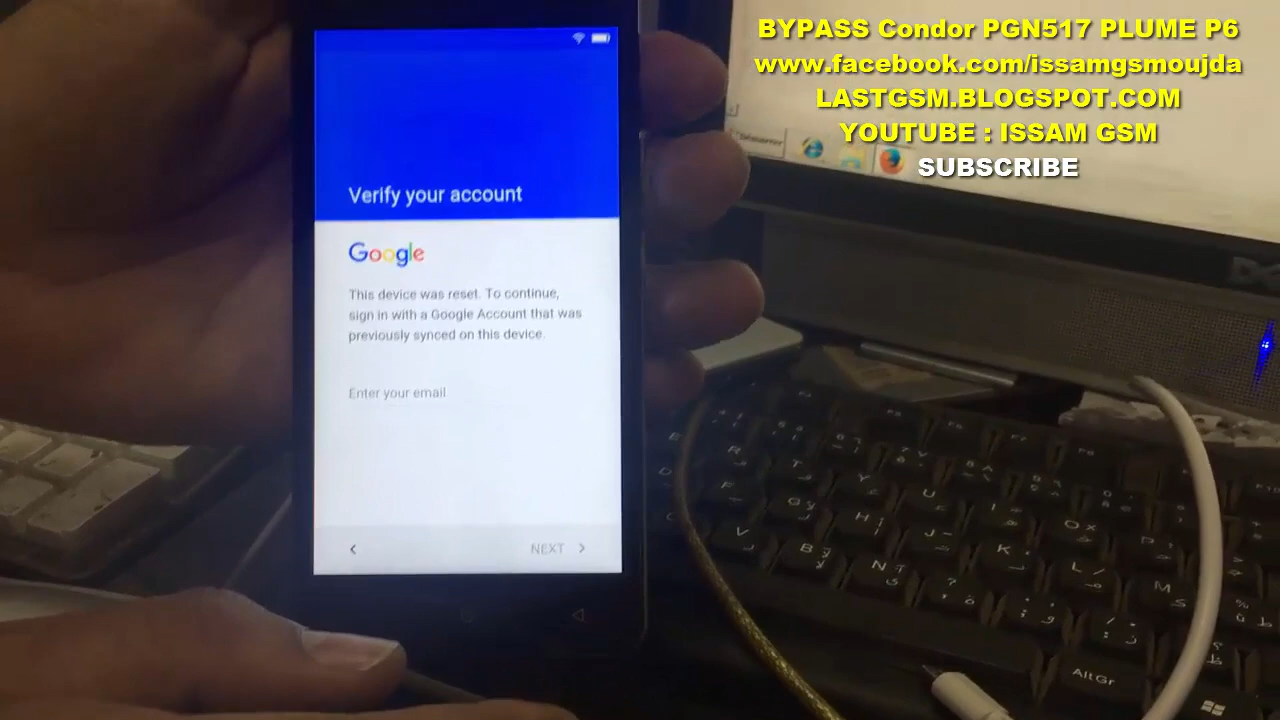 BYPASS Condor PGN517 PLUME P6
www.facebook.com/issamgsmoujda
LASTGSM.BLOGSPOT.COM
YOUTUBE : ISSAM GSM
SUBSCRIBE
Verify your account
Google
This device was reset. To continue,
sign in with a Google Account that was
previously synced on this device.
Enter your email
NEXT
AltGr